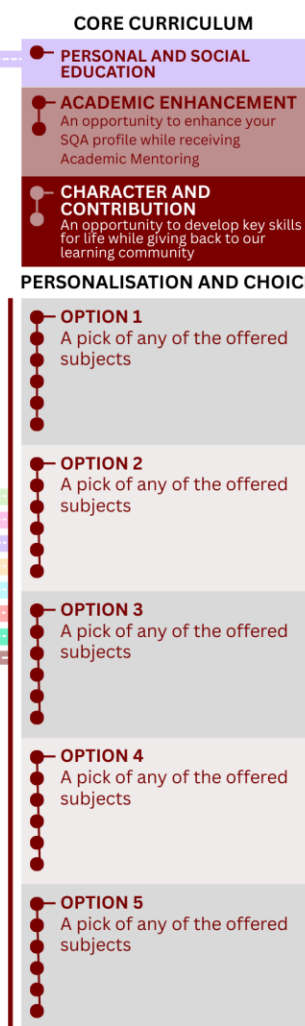 CORE CURRICULUM
PERSONAL AND SOCIAL
EDUCATION
ACADEMIC ENHANCEMENT
An opportunity to enhance your
SQA profile while receiving
Academic Mentoring
CHARACTER AND
CONTRIBUTION
An opportunity to develop key skills
for life while giving back to our
learning community
PERSONALISATION AND CHOIC
OPTION 1
A pick of any of the offered
subjects
OPTION 2
A pick of any of the offered
subjects
OPTION 3
A pick of any of the offered
subjects
OPTION 4
A pick of any of the offered
subjects
OPTION 5
A pick of any of the offered
subjects